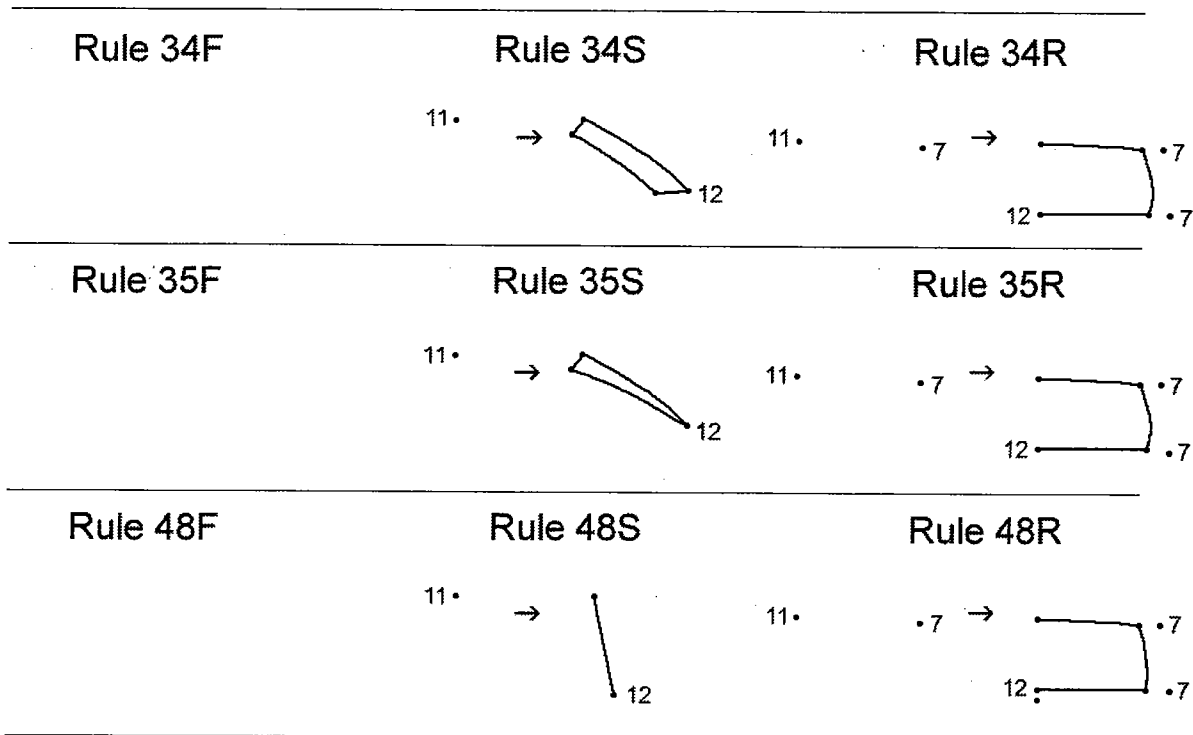 Rule 34F Rule 34S Rule 34R
11 → 12 11 7 → 7
12 7
Rule 35F Rule 35S Rule 35R
11 → 12 11 7 → 7
12 7
Rule 48F Rule 48S Rule 48R
11 → 12 11 7 → 7
12 7